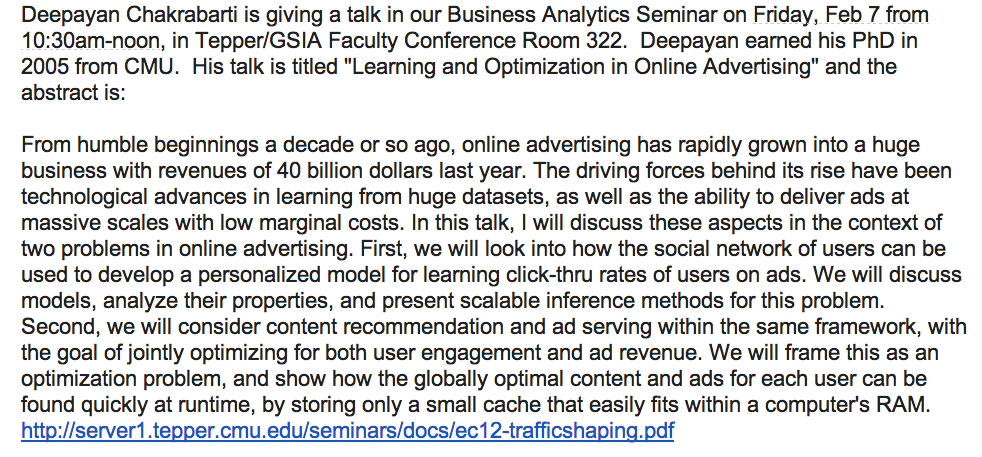 Deepayan Chakrabarti is giving a talk in our Business Analytics Seminar on Friday, Feb 7 from
10:30am-noon, in Tepper/GSIA Faculty Conference Room 322.  Deepayan earned his PhD in
2005 from CMU.  His talk is titled "Learning and Optimization in Online Advertising" and the
abstract is:

From humble beginnings a decade or so ago, online advertising has rapidly grown into a huge
business with revenues of 40 billion dollars last year. The driving forces behind its rise have been
technological advances in learning from huge datasets, as well as the ability to deliver ads at
massive scales with low marginal costs. In this talk, I will discuss these aspects in the context of
two problems in online advertising. First, we will look into how the social network of users can be
used to develop a personalized model for learning click-thru rates of users on ads. We will discuss
models, analyze their properties, and present scalable inference methods for this problem.
Second, we will consider content recommendation and ad serving within the same framework, with
the goal of jointly optimizing for both user engagement and ad revenue. We will frame this as an
optimization problem, and show how the globally optimal content and ads for each user can be
found quickly at runtime, by storing only a small cache that easily fits within a computer's RAM.
http://server1.tepper.cmu.edu/seminars/docs/ec12-trafficshaping.pdf